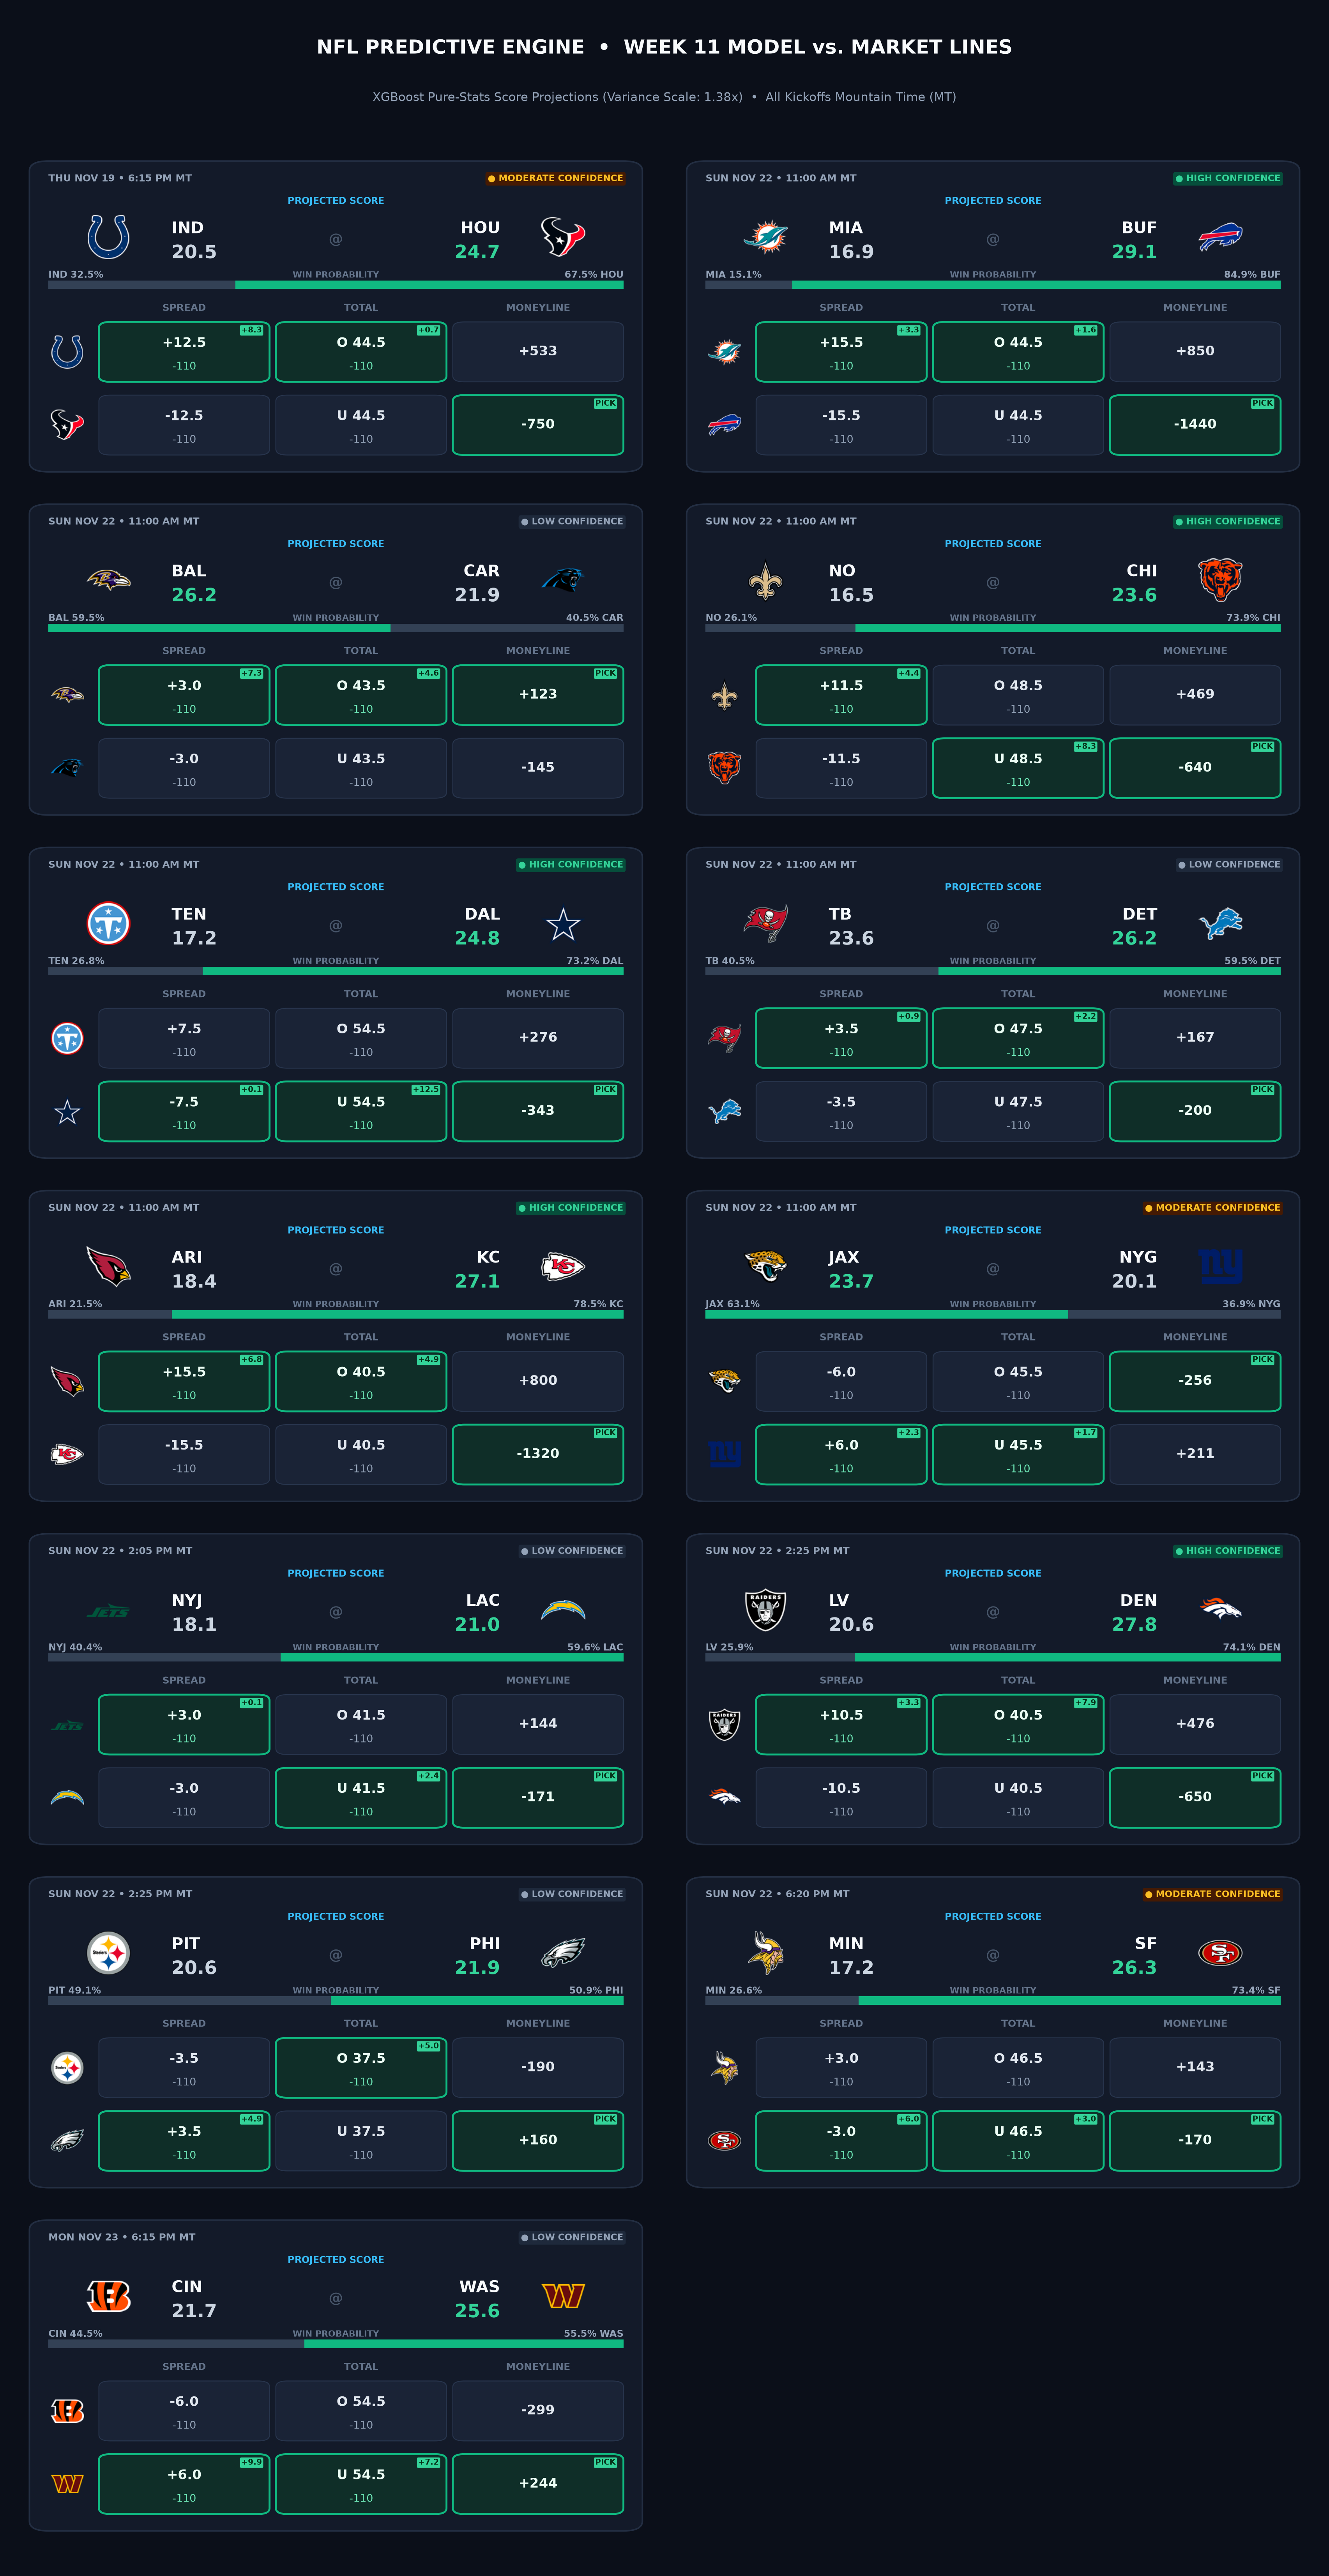 NFL PREDICTIVE ENGINE • WEEK 11 MODEL vs. MARKET LINES
XGBoost Pure-Stats Score Projections (Variance Scale: 1.38x) • All Kickoffs Mountain Time (MT)
THU NOV 19 • 6:15 PM MT
● MODERATE CONFIDENCE
PROJECTED SCORE
IND @ HOU
20.5 24.7
IND 32.5% WIN PROBABILITY 67.5% HOU
SPREAD TOTAL MONEYLINE
+8.3 +0.7
+12.5 O 44.5 +533
-110 -110
PICK
-12.5 U 44.5 -750
-110 -110
SUN NOV 22 • 11:00 AM MT
● HIGH CONFIDENCE
PROJECTED SCORE
MIA @ BUF
16.9 29.1
MIA 15.1% WIN PROBABILITY 84.9% BUF
SPREAD TOTAL MONEYLINE
+3.3 +1.6
+15.5 O 44.5 +850
-110 -110
PICK
-15.5 U 44.5 -1440
-110 -110
SUN NOV 22 • 11:00 AM MT
● LOW CONFIDENCE
PROJECTED SCORE
BAL @ CAR
26.2 21.9
BAL 59.5% WIN PROBABILITY 40.5% CAR
SPREAD TOTAL MONEYLINE
+7.3 +4.6 PICK
+3.0 O 43.5 +123
-110 -110
-3.0 U 43.5 -145
-110 -110
SUN NOV 22 • 11:00 AM MT
● HIGH CONFIDENCE
PROJECTED SCORE
NO @ CHI
16.5 23.6
NO 26.1% WIN PROBABILITY 73.9% CHI
SPREAD TOTAL MONEYLINE
+4.4
+11.5 O 48.5 +469
-110 -110
+8.3 PICK
-11.5 U 48.5 -640
-110 -110
SUN NOV 22 • 11:00 AM MT
● HIGH CONFIDENCE
PROJECTED SCORE
TEN @ DAL
17.2 24.8
TEN 26.8% WIN PROBABILITY 73.2% DAL
SPREAD TOTAL MONEYLINE
+7.5 O 54.5 +276
-110 -110
+0.1 +12.5 PICK
-7.5 U 54.5 -343
-110 -110
SUN NOV 22 • 11:00 AM MT
● LOW CONFIDENCE
PROJECTED SCORE
TB @ DET
23.6 26.2
TB 40.5% WIN PROBABILITY 59.5% DET
SPREAD TOTAL MONEYLINE
+0.9 +2.2
+3.5 O 47.5 +167
-110 -110
PICK
-3.5 U 47.5 -200
-110 -110
SUN NOV 22 • 11:00 AM MT
● HIGH CONFIDENCE
PROJECTED SCORE
ARI @ KC
18.4 27.1
ARI 21.5% WIN PROBABILITY 78.5% KC
SPREAD TOTAL MONEYLINE
+6.8 +4.9
+15.5 O 40.5 +800
-110 -110
PICK
-15.5 U 40.5 -1320
-110 -110
SUN NOV 22 • 11:00 AM MT
● MODERATE CONFIDENCE
PROJECTED SCORE
JAX @ NYG
23.7 20.1
JAX 63.1% WIN PROBABILITY 36.9% NYG
SPREAD TOTAL MONEYLINE
PICK
-6.0 O 45.5 -256
-110 -110
+2.3 +1.7
+6.0 U 45.5 +211
-110 -110
SUN NOV 22 • 2:05 PM MT
● LOW CONFIDENCE
PROJECTED SCORE
NYJ @ LAC
18.1 21.0
NYJ 40.4% WIN PROBABILITY 59.6% LAC
SPREAD TOTAL MONEYLINE
+0.1
+3.0 O 41.5 +144
-110 -110
+2.4 PICK
-3.0 U 41.5 -171
-110 -110
SUN NOV 22 • 2:25 PM MT
● HIGH CONFIDENCE
PROJECTED SCORE
LV @ DEN
20.6 27.8
LV 25.9% WIN PROBABILITY 74.1% DEN
SPREAD TOTAL MONEYLINE
+3.3 +7.9
+10.5 O 40.5 +476
-110 -110
PICK
-10.5 U 40.5 -650
-110 -110
SUN NOV 22 • 2:25 PM MT
● LOW CONFIDENCE
PROJECTED SCORE
PIT @ PHI
20.6 21.9
PIT 49.1% WIN PROBABILITY 50.9% PHI
SPREAD TOTAL MONEYLINE
+5.0
-3.5 O 37.5 -190
-110 -110
+4.9 PICK
+3.5 U 37.5 +160
-110 -110
SUN NOV 22 • 6:20 PM MT
● MODERATE CONFIDENCE
PROJECTED SCORE
MIN @ SF
17.2 26.3
MIN 26.6% WIN PROBABILITY 73.4% SF
SPREAD TOTAL MONEYLINE
+3.0 O 46.5 +143
-110 -110
+6.0 +3.0 PICK
-3.0 U 46.5 -170
-110 -110
MON NOV 23 • 6:15 PM MT
● LOW CONFIDENCE
PROJECTED SCORE
CIN @ WAS
21.7 25.6
CIN 44.5% WIN PROBABILITY 55.5% WAS
SPREAD TOTAL MONEYLINE
-6.0 O 54.5 -299
-110 -110
+9.9 +7.2 PICK
+6.0 U 54.5 +244
-110 -110